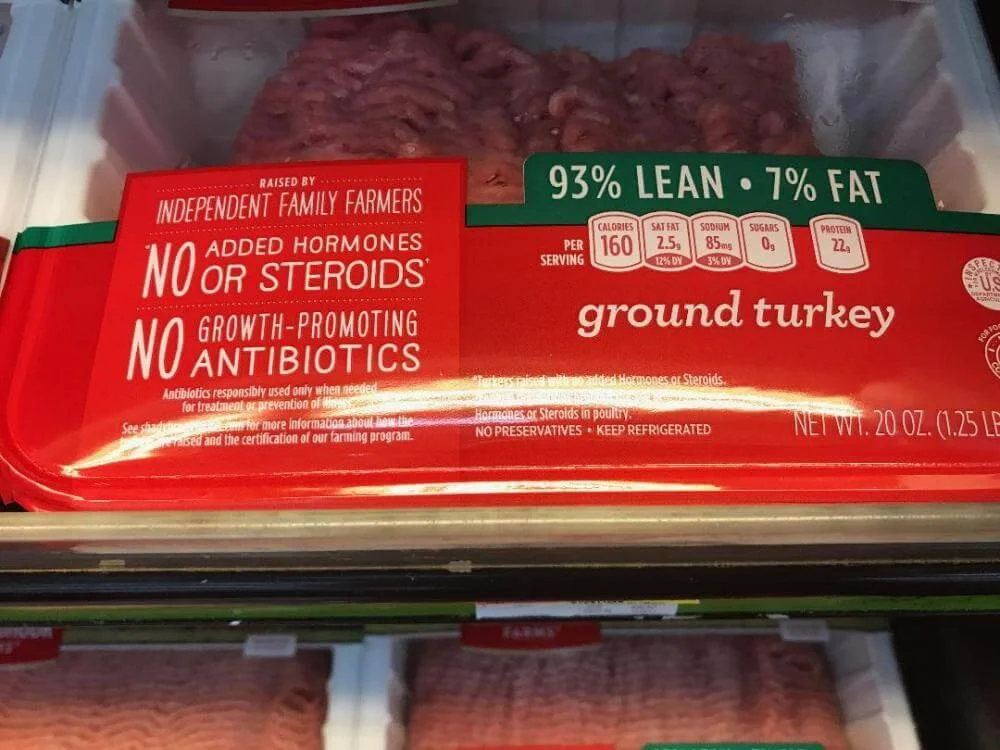 RAISED BY
INDEPENDENT FAMILY FARMERS
*NO ADDED HORMONES
OR STEROIDS*
NO GROWTH-PROMOTING
ANTIBIOTICS
Antibiotics responsibly used only when needed
for treatment or prevention of illness.
See for more information about how the
raised and the certification of our farming program.
93% LEAN • 7% FAT
PER
SERVING
CALORIES
160
SAT FAT
2.5g
12% DV
SODIUM
85mg
3% DV
SUGARS
0g
PROTEIN
22g
ground turkey
*Turkeys raised with no added Hormones or Steroids.
Hormones or Steroids in poultry.
NO PRESERVATIVES • KEEP REFRIGERATED
NET WT. 20 OZ. (1.25 LB
U.S.
FARMS